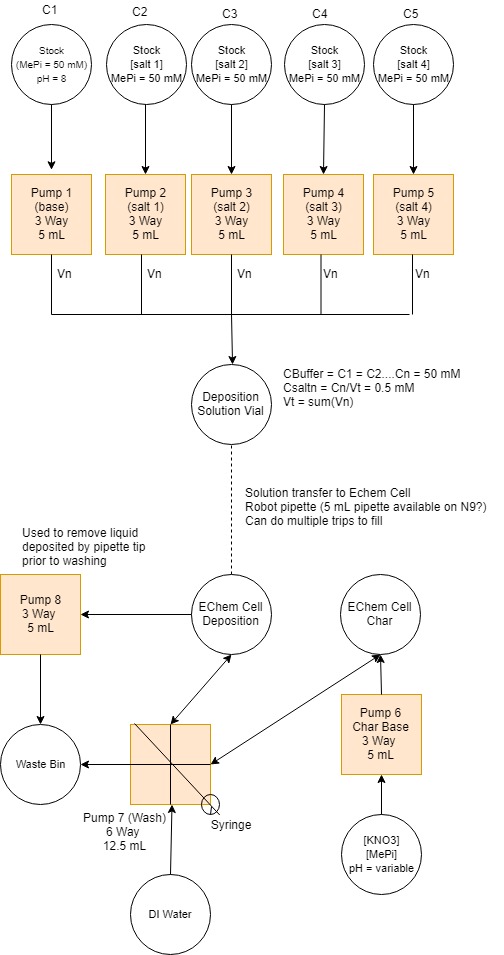 C1
C2
C3
C4
C5
Stock
(MePi = 50 mM)
pH = 8
Stock
[salt 1]
MePi = 50 mM
Stock
[salt 2]
MePi = 50 mM
Stock
[salt 3]
MePi = 50 mM
Stock
[salt 4]
MePi = 50 mM
Pump 1
(base)
3 Way
5 mL
Pump 2
(salt 1)
3 Way
5 mL
Pump 3
(salt 2)
3 Way
5 mL
Pump 4
(salt 3)
3 Way
5 mL
Pump 5
(salt 4)
3 Way
5 mL
Vn
Vn
Vn
Vn
Vn
Deposition
Solution Vial
CBuffer = C1 = C2....Cn = 50 mM
Csaltn = Cn/Vt = 0.5 mM
Vt = sum(Vn)
Solution transfer to Echem Cell
Robot pipette (5 mL pipette available on N9?)
Can do multiple trips to fill
Used to remove liquid
deposited by pipette tip
prior to washing
Pump 8
3 Way
5 mL
EChem Cell
Deposition
EChem Cell
Char
Pump 6
Char Base
3 Way
5 mL
Waste Bin
Pump 7 (Wash)
6 Way
12.5 mL
Syringe
[KNO3]
[MePi]
pH = variable
DI Water